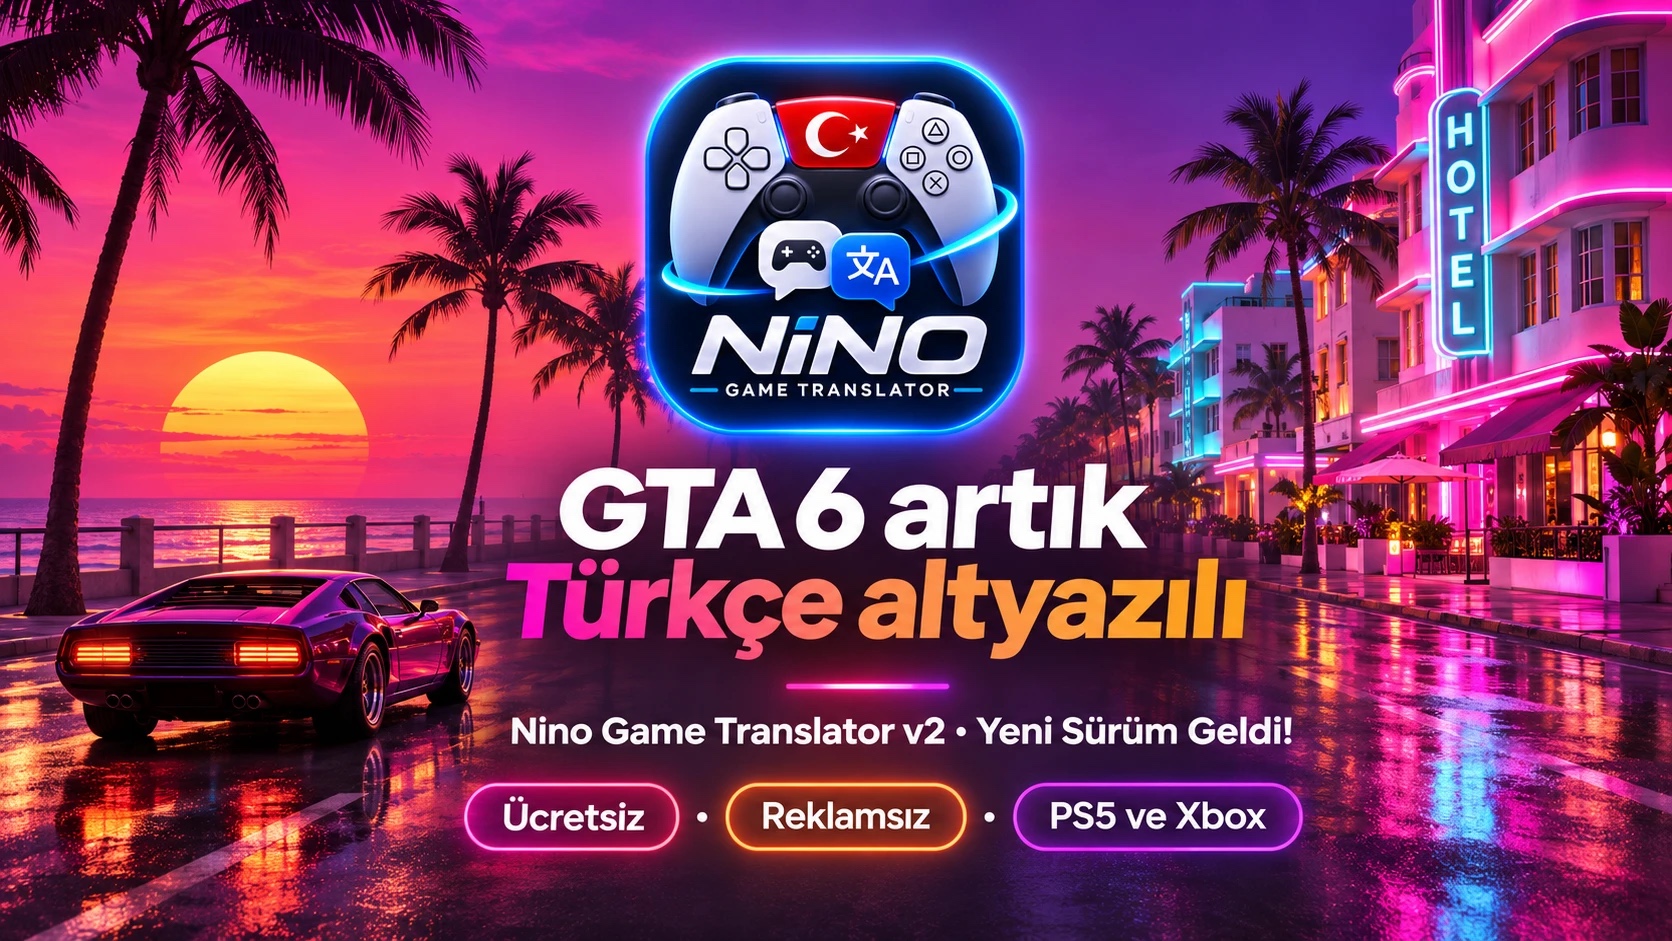 NiNO
GAME TRANSLATOR
HOTEL
GTA 6 artık
Türkçe altyazılı
Nino Game Translator v2 • Yeni Sürüm Geldi!
Ücretsiz • Reklamsız • PS5 ve Xbox